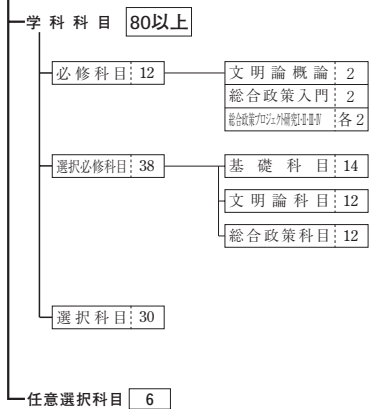 学科科目 80以上
必修科目 12
文明論概論 2
総合政策入門 2
総合政策プロジェクト研究I・II・III・IV 各2
選択必修科目 38
基礎科目 14
文明論科目 12
総合政策科目 12
選択科目 30
任意選択科目 6